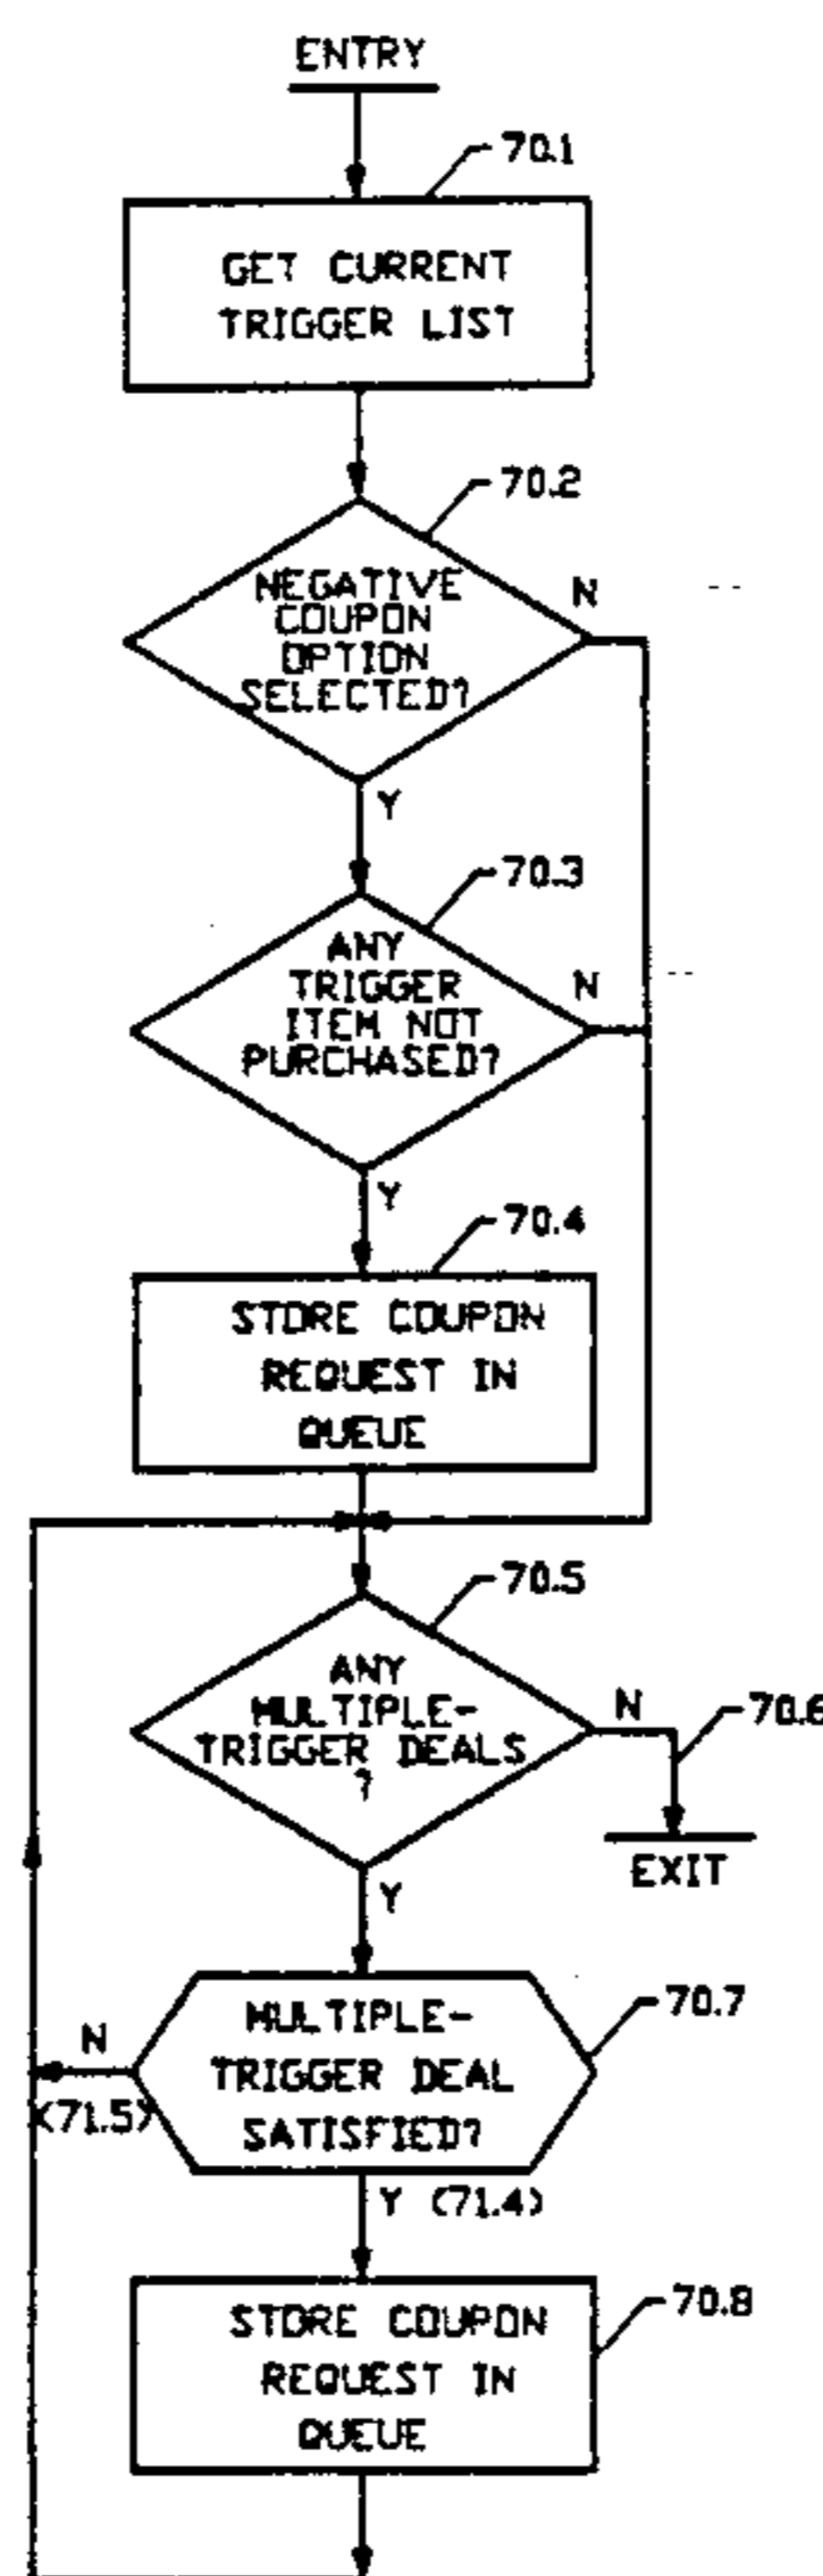 ENTRY
70.1
GET CURRENT
TRIGGER LIST
70.2
NEGATIVE
COUPON
OPTION
SELECTED?
N
Y
70.3
ANY
TRIGGER
ITEM NOT
PURCHASED?
N
Y
70.4
STORE COUPON
REQUEST IN
QUEUE
70.5
ANY
MULTIPLE-
TRIGGER DEALS
?
N
70.6
EXIT
Y
70.7
MULTIPLE-
TRIGGER DEAL
SATISFIED?
N
(71.5)
Y (71.4)
70.8
STORE COUPON
REQUEST IN
QUEUE